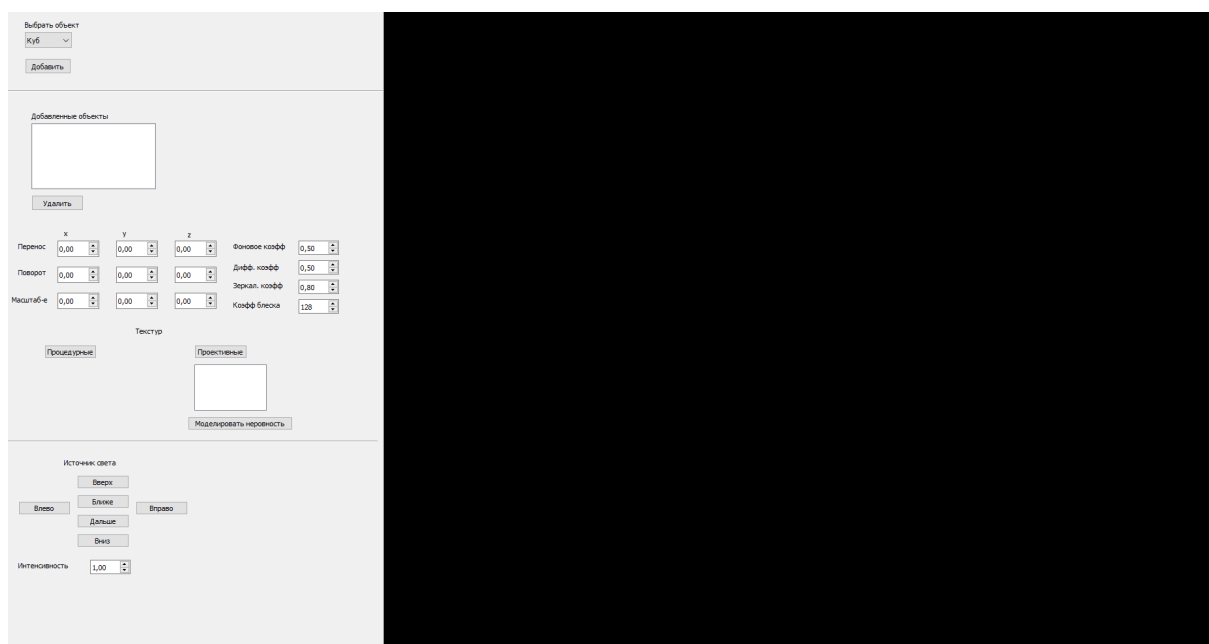 Выбрать объект
Куб
Добавить
Добавленные объекты
Удалить
x y z
Перенос 0,00 0,00 0,00 Фоновое коэфф 0,50
Поворот 0,00 0,00 0,00 Дифф. коэфф 0,50
Зеркал. коэфф 0,80
Масштаб-е 0,00 0,00 0,00 Коэфф блеска 128
Текстур
Процедурные Проективные
Моделировать неровность
Источник света
Вверх
Ближе
Влево Вправо
Дальше
Вниз
Интенсивность 1,00